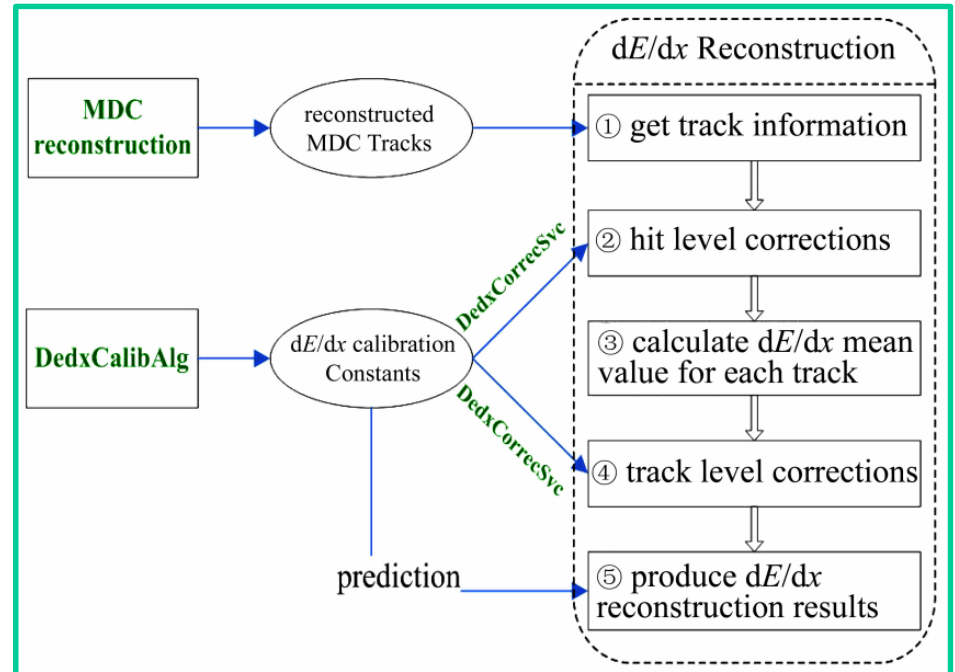 dE/dx Reconstruction
MDC
reconstruction
reconstructed
MDC Tracks
① get track information
② hit level corrections
DedxCorrecSvc
DedxCalibAlg
dE/dx calibration
Constants
③ calculate dE/dx mean
value for each track
DedxCorrecSvc
④ track level corrections
prediction
⑤ produce dE/dx
reconstruction results